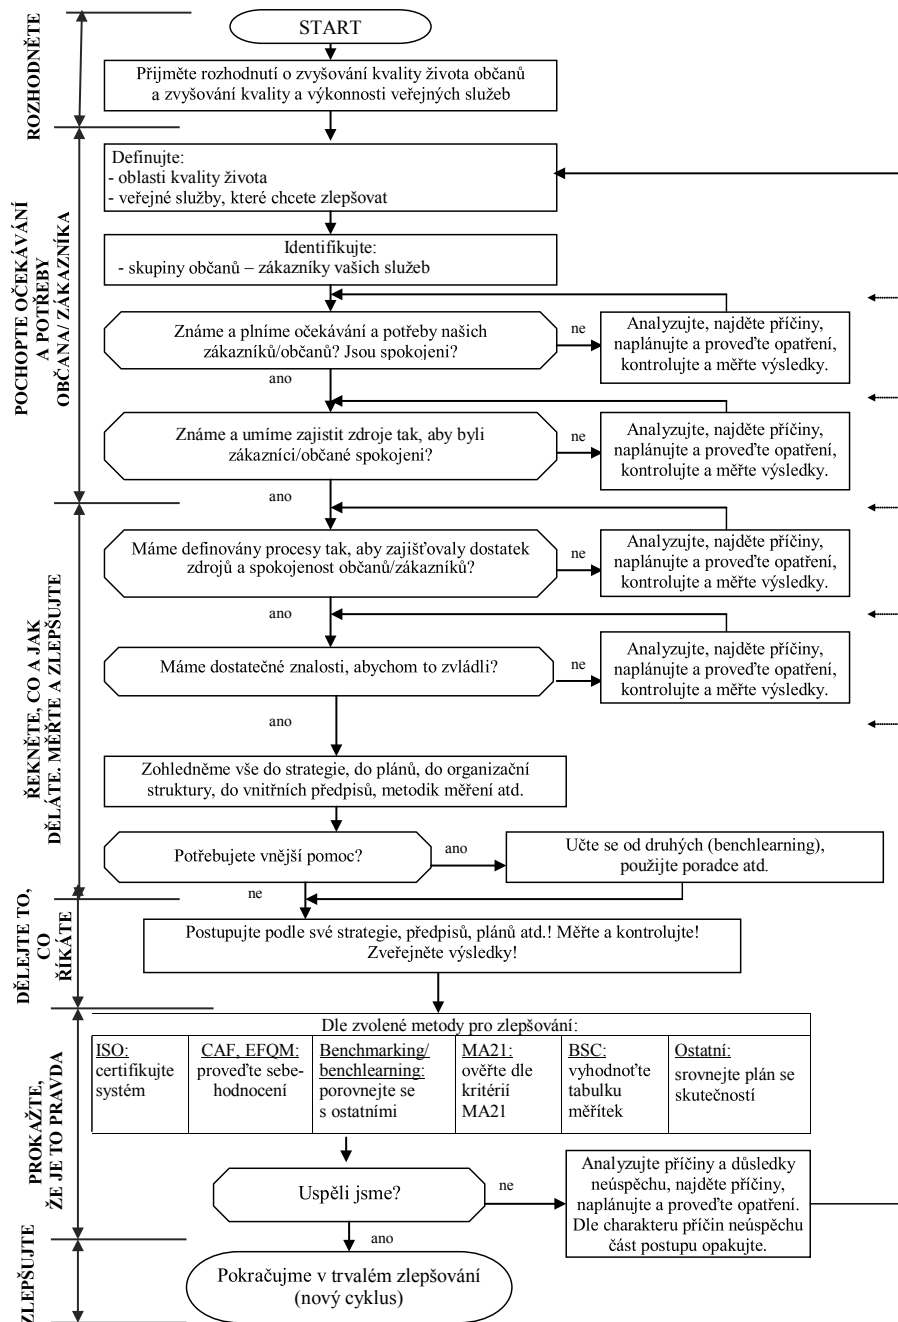 ROZHODNĚTE
START
Přijměte rozhodnutí o zvyšování kvality života občanů
a zvyšování kvality a výkonnosti veřejných služeb
POCHOPTE OČEKÁVÁNÍ
A POTŘEBY
OBČANA/ ZÁKAZNÍKA
Definujte:
- oblasti kvality života
- veřejné služby, které chcete zlepšovat
Identifikujte:
- skupiny občanů – zákazníky vašich služeb
Známe a plníme očekávání a potřeby našich
zákazníků/občanů? Jsou spokojeni?
ne
Analyzujte, najděte příčiny,
naplánujte a proveďte opatření,
kontrolujte a měřte výsledky.
ano
Známe a umíme zajistit zdroje tak, aby byli
zákazníci/občané spokojeni?
ne
Analyzujte, najděte příčiny,
naplánujte a proveďte opatření,
kontrolujte a měřte výsledky.
ano
ŘEKNĚTE, CO A JAK
DĚLÁTE. MĚŘTE A ZLEPŠUJTE
Máme definovány procesy tak, aby zajišťovaly dostatek
zdrojů a spokojenost občanů/zákazníků?
ne
Analyzujte, najděte příčiny,
naplánujte a proveďte opatření,
kontrolujte a měřte výsledky.
ano
Máme dostatečné znalosti, abychom to zvládli?
ne
Analyzujte, najděte příčiny,
naplánujte a proveďte opatření,
kontrolujte a měřte výsledky.
ano
Zohledněme vše do strategie, do plánů, do organizační
struktury, do vnitřních předpisů, metodik měření atd.
Potřebujete vnější pomoc?
ano
Učte se od druhých (benchlearning),
použijte poradce atd.
ne
DĚLEJTE TO,
CO
ŘÍKÁTE
Postupujte podle své strategie, předpisů, plánů atd.! Měřte a kontrolujte!
Zveřejněte výsledky!
PROKAŽTE,
ŽE JE TO PRAVDA
Dle zvolené metody pro zlepšování:
ISO:
certifikujte
systém
CAF, EFQM:
proveďte sebe-
hodnocení
Benchmarking/
benchlearning:
porovnejte se
s ostatními
MA21:
ověřte dle
kritérií
MA21
BSC:
vyhodnoťte
tabulku
měřítek
Ostatní:
srovnejte plán se
skutečností
Uspěli jsme?
ne
Analyzujte příčiny a důsledky
neúspěchu, najděte příčiny,
naplánujte a proveďte opatření.
Dle charakteru příčin neúspěchu
část postupu opakujte.
ano
ZLEPŠUJTE
Pokračujme v trvalém zlepšování
(nový cyklus)